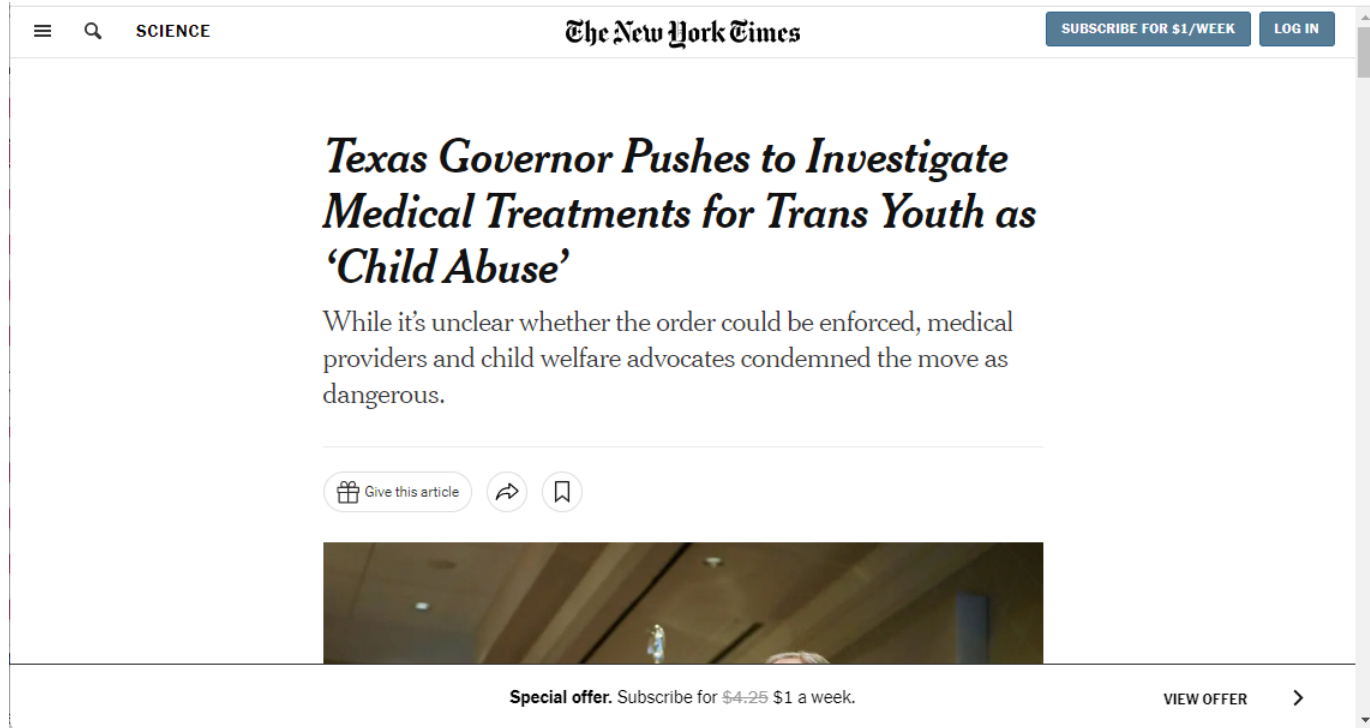 SCIENCE
The New York Times
SUBSCRIBE FOR $1/WEEK
LOG IN
Texas Governor Pushes to Investigate
Medical Treatments for Trans Youth as
‘Child Abuse’
While it’s unclear whether the order could be enforced, medical
providers and child welfare advocates condemned the move as
dangerous.
Give this article
Special offer. Subscribe for $4.25 $1 a week.
VIEW OFFER